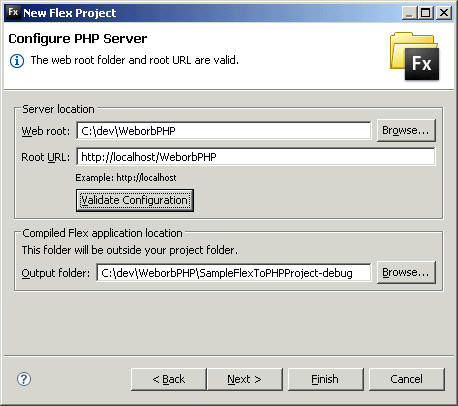 Fx New Flex Project
Configure PHP Server
The web root folder and root URL are valid.
Fx
Server location
Web root: C:\dev\WeborbPHP Browse...
Root URL: http://localhost/WeborbPHP
Example: http://localhost
Validate Configuration
Compiled Flex application location
This folder will be outside your project folder.
Output folder: C:\dev\WeborbPHP\SampleFlexToPHPProject-debug Browse...
? < Back Next > Finish Cancel